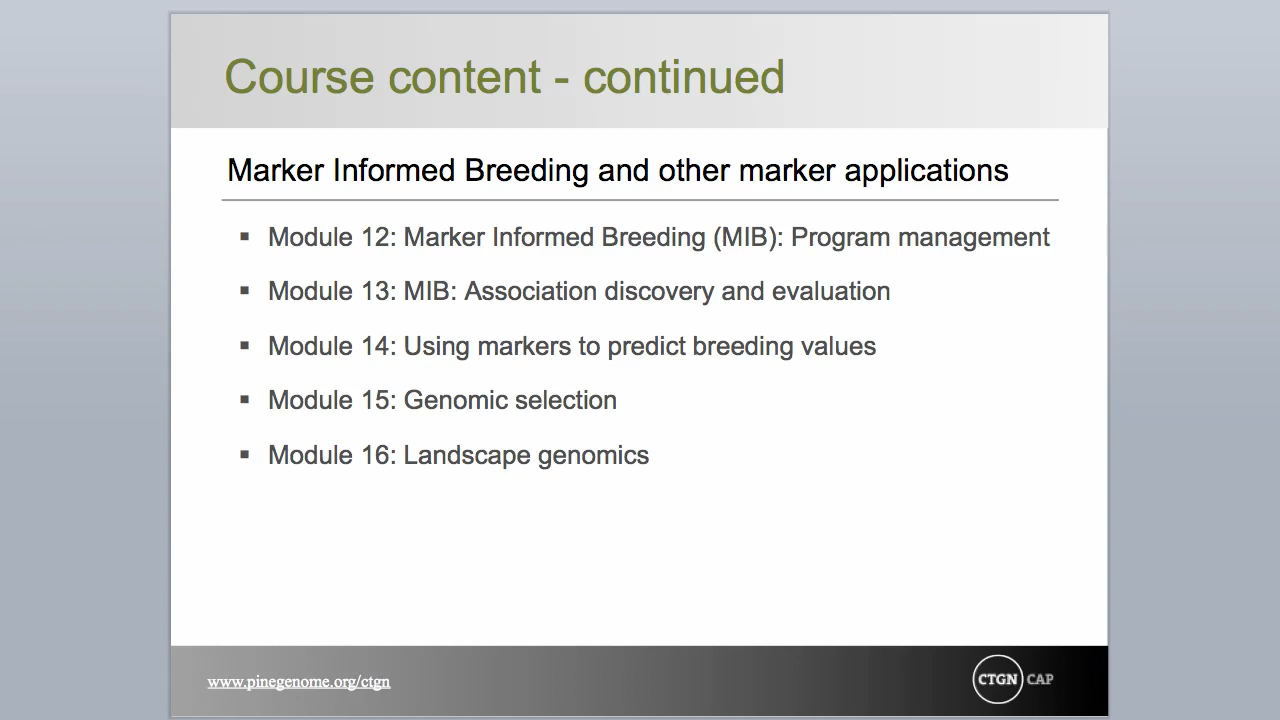 Course content - continued
Marker Informed Breeding and other marker applications
▪ Module 12: Marker Informed Breeding (MIB): Program management
▪ Module 13: MIB: Association discovery and evaluation
▪ Module 14: Using markers to predict breeding values
▪ Module 15: Genomic selection
▪ Module 16: Landscape genomics
www.pinegenome.org/ctgn
CTGN CAP